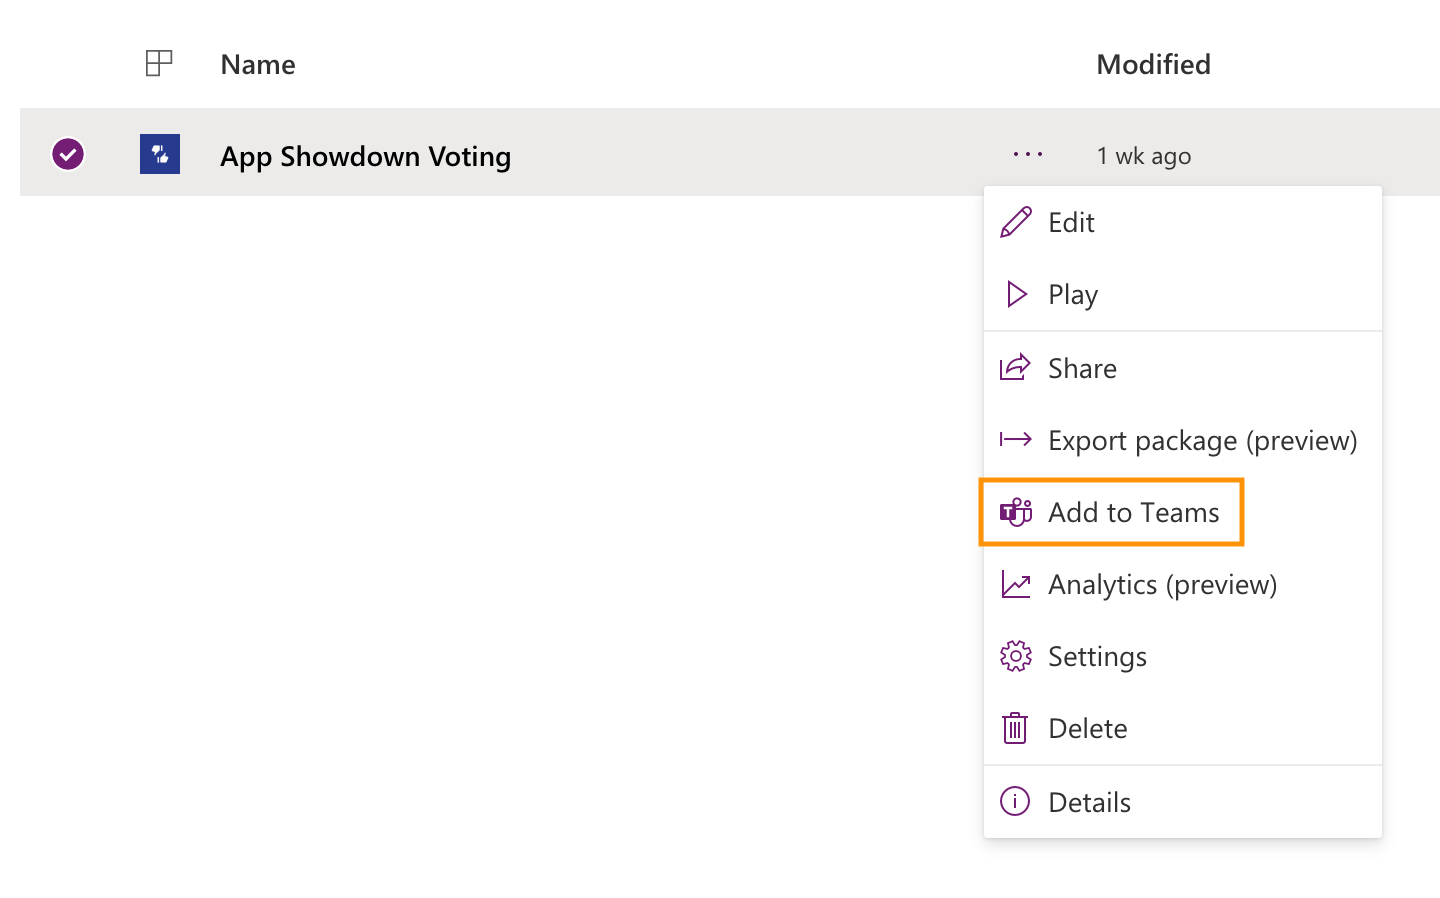 Name Modified
App Showdown Voting ··· 1 wk ago
Edit
Play
Share
Export package (preview)
Add to Teams
Analytics (preview)
Settings
Delete
Details